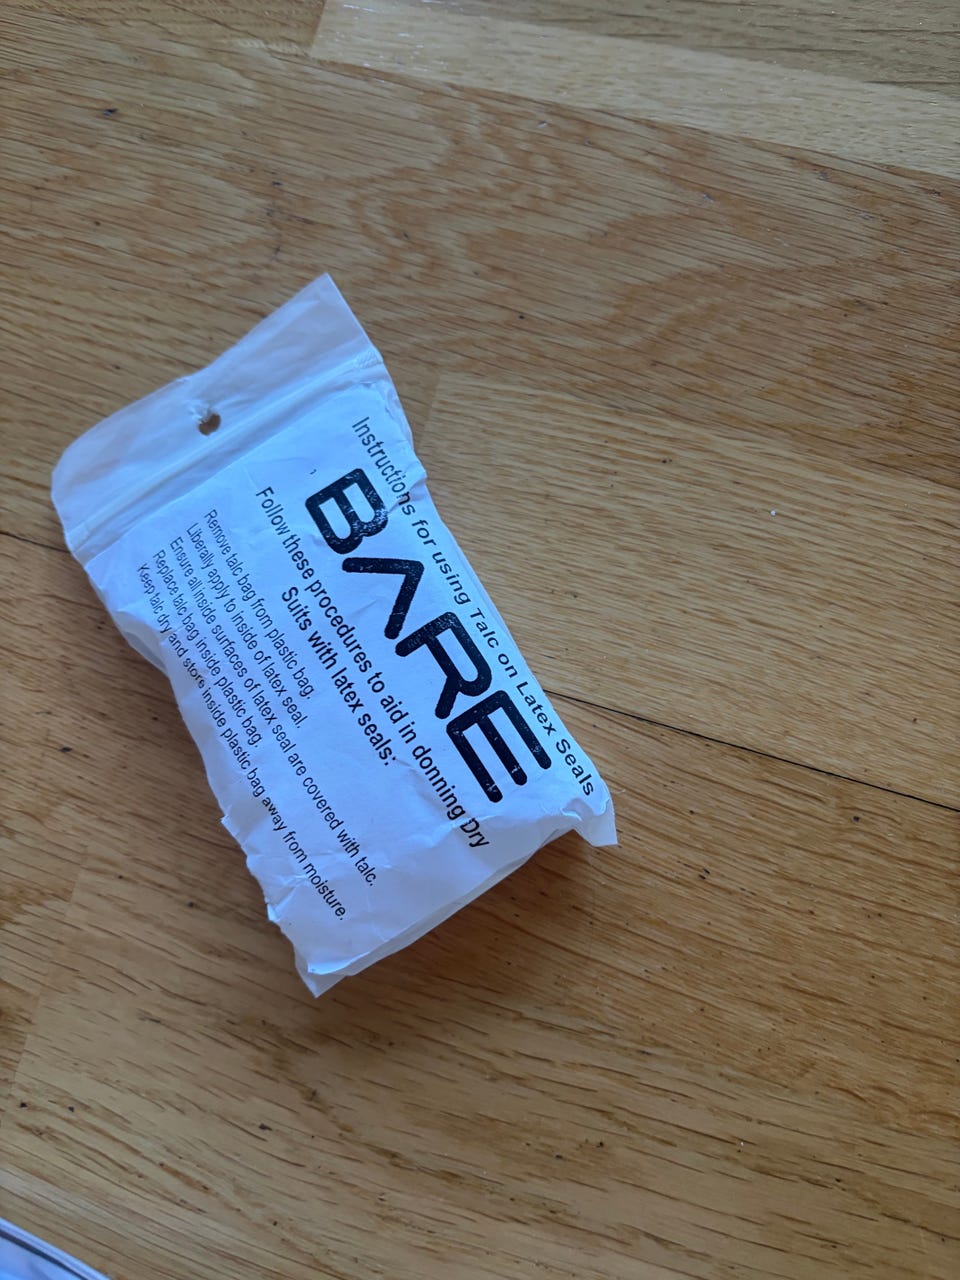 Instructions for using Talc on Latex Seals
BARE
Follow these procedures to aid in donning Dry
Suits with latex seals:
Remove talc bag from plastic bag.
Liberally apply to inside of latex seal.
Ensure all inside surfaces of latex seal are covered with talc.
Replace talc bag inside plastic bag.
Keep talc dry and store inside plastic bag away from moisture.